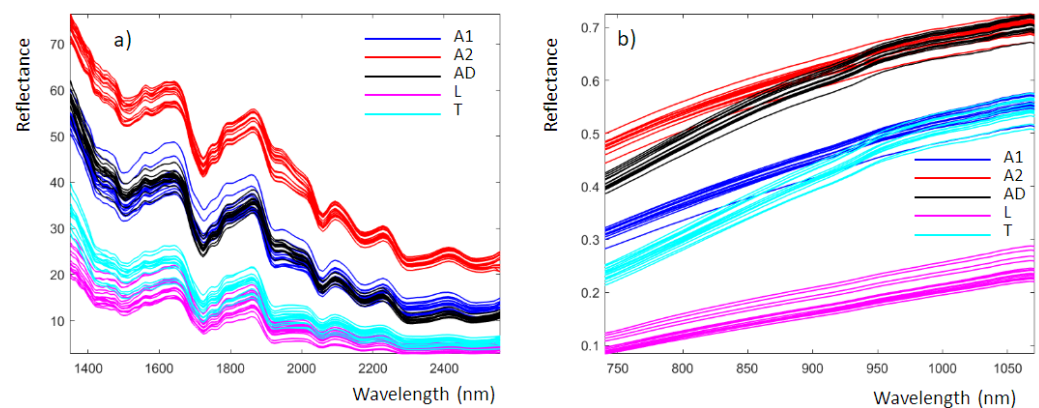 a)
Reflectance
70
60
50
40
30
20
10
A1
A2
AD
L
T
1400 1600 1800 2000 2200 2400
Wavelength (nm)
b)
Reflectance
0.7
0.6
0.5
0.4
0.3
0.2
0.1
A1
A2
AD
L
T
750 800 850 900 950 1000 1050
Wavelength (nm)